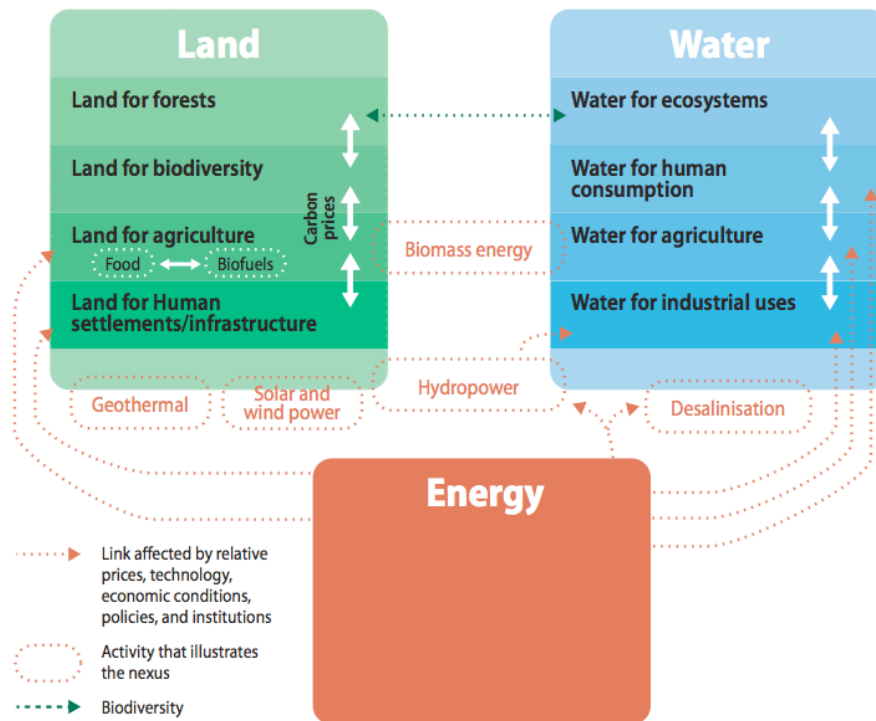 Land
Land for forests
Land for biodiversity
Carbon
prices
Land for agriculture
Food
Biofuels
Land for Human
settlements/infrastructure
Water
Water for ecosystems
Water for human
consumption
Water for agriculture
Water for industrial uses
Biomass energy
Geothermal
Solar and
wind power
Hydropower
Desalinisation
Energy
Link affected by relative
prices, technology,
economic conditions,
policies, and institutions
Activity that illustrates
the nexus
Biodiversity